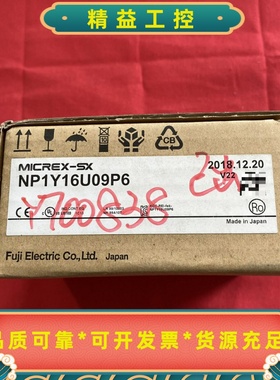 精益工控
MICREX-SX
2018.12.20
NP1Y16U09P6
V22
Y700838
Fuji Electric Co., Ltd. Japan
Made in Japan
品质可靠*可开发票*货源充足